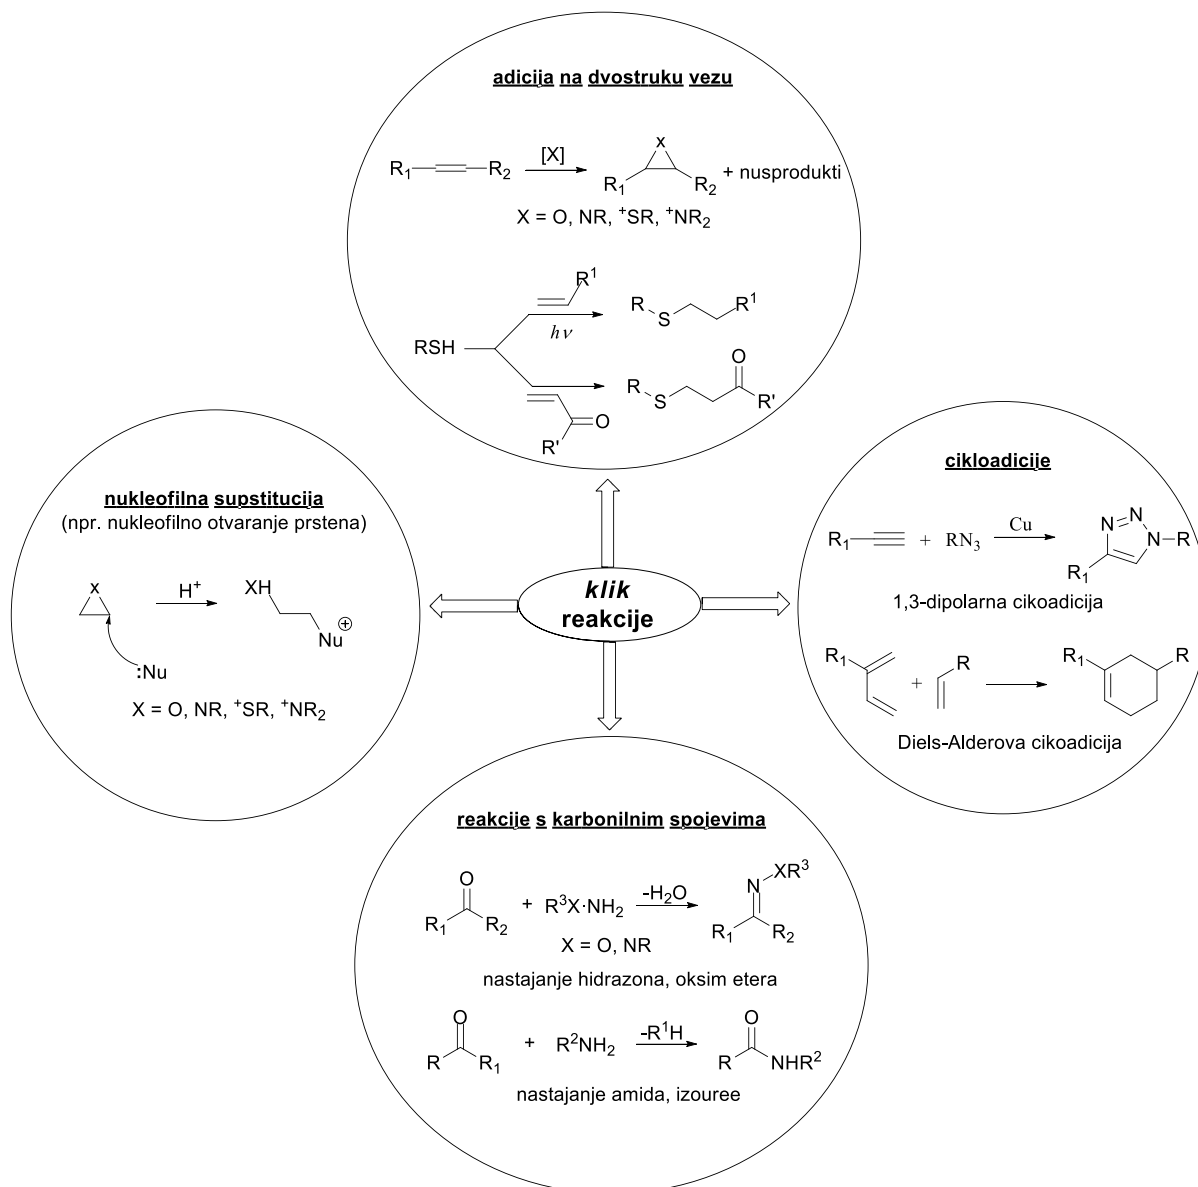 adicija na dvostruku vezu
R₁ R₂ [X] X R₁ R₂ + nusprodukti
X = O, NR, ⁺SR, ⁺NR₂
R¹
hν
R S R¹
RSH
O
R' O
R S R'
nukleofilna supstitucija
(npr. nukleofilno otvaranje prstena)
X H⁺ XH
Nu⊕
:Nu
X = O, NR, ⁺SR, ⁺NR₂
klik
reakcije
cikloadicije
R₁ + RN₃ Cu N N N R R₁
1,3-dipolarna cikoadicija
R₁ + R R₁ R
Diels-Alderova cikoadicija
reakcije s karbonilnim spojevima
O R₁ R₂ + R³X·NH₂ -H₂O N XR³ R₁ R₂
X = O, NR
nastajanje hidrazona, oksim etera
O R R₁ + R²NH₂ -R¹H O R NHR²
nastajanje amida, izouree